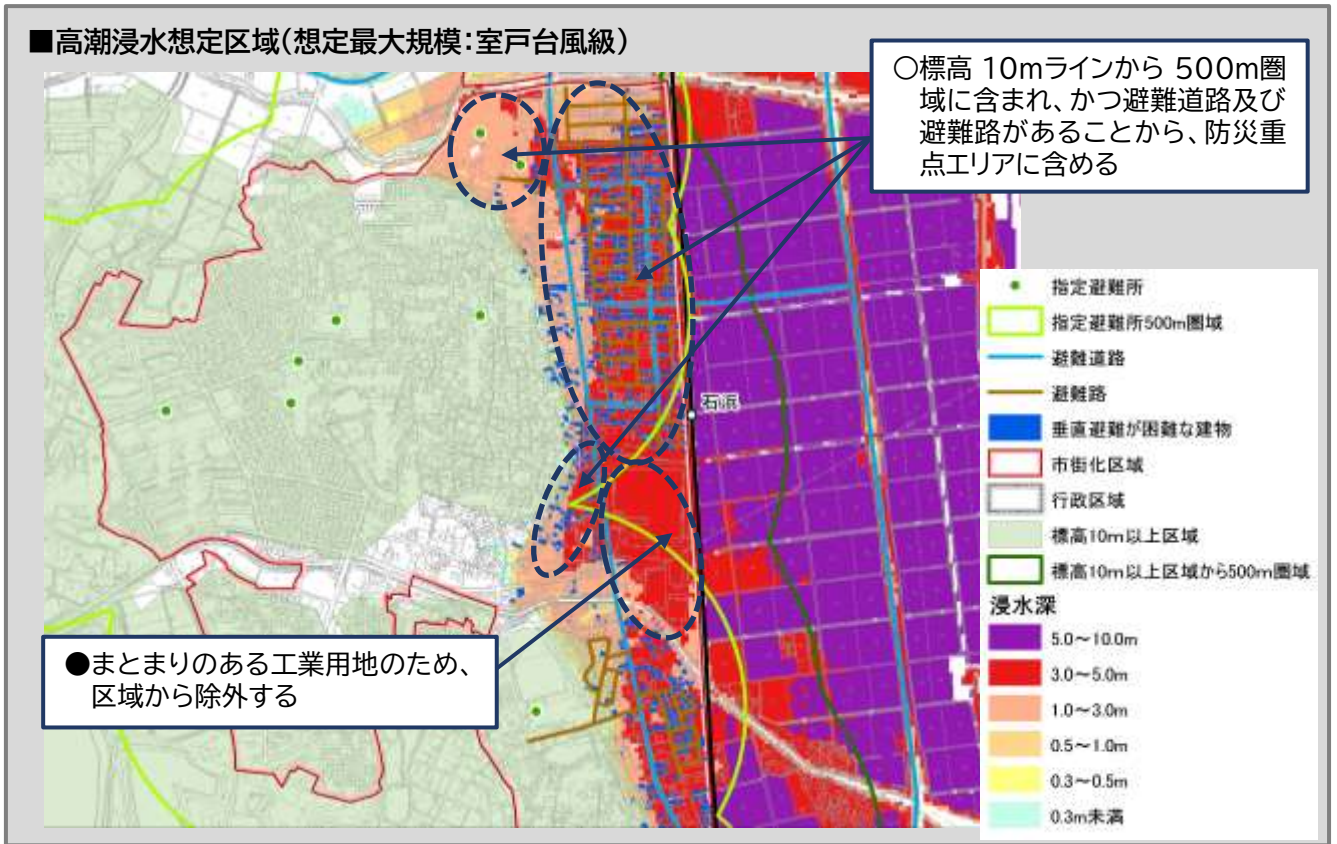 ■高潮浸水想定区域(想定最大規模:室戸台風級)
○標高 10mラインから 500m圏
域に含まれ、かつ避難道路及び
避難路があることから、防災重
点エリアに含める
石浜
●まとまりのある工業用地のため、
区域から除外する
指定避難所
指定避難所500m圏域
避難道路
避難路
垂直避難が困難な建物
市街化区域
行政区域
標高10m以上区域
標高10m以上区域から500m圏域
浸水深
5.0～10.0m
3.0～5.0m
1.0～3.0m
0.5～1.0m
0.3～0.5m
0.3m未満